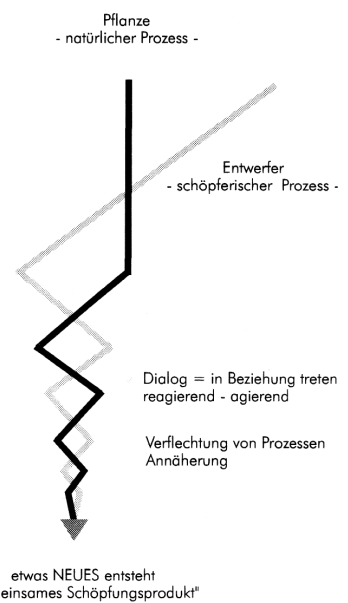 Pflanze
- natürlicher Prozess -
Entwerfer
- schöpferischer Prozess -
Dialog = in Beziehung treten
reagierend - agierend
Verflechtung von Prozessen
Annäherung
etwas NEUES entsteht
einsames Schöpfungsprodukt"